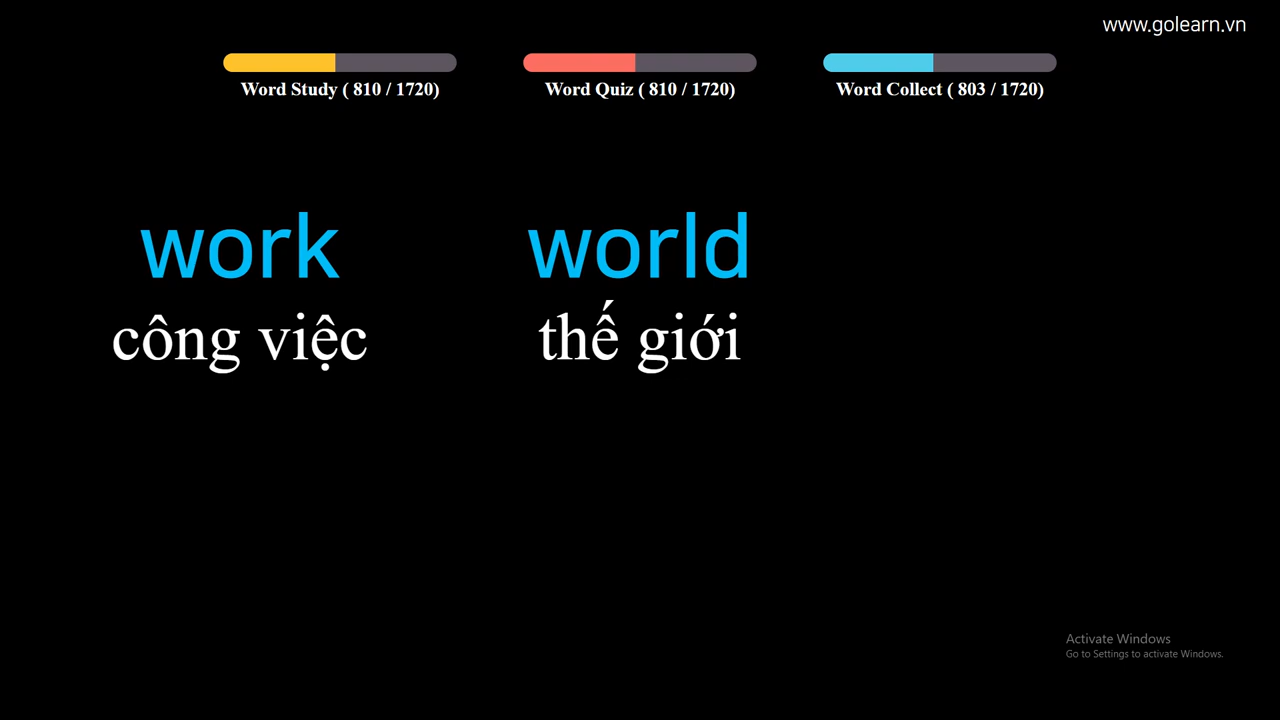 www.golearn.vn
Word Study ( 810 / 1720)
Word Quiz ( 810 / 1720)
Word Collect ( 803 / 1720)
work
world
công việc
thế giới
Activate Windows
Go to Settings to activate Windows.